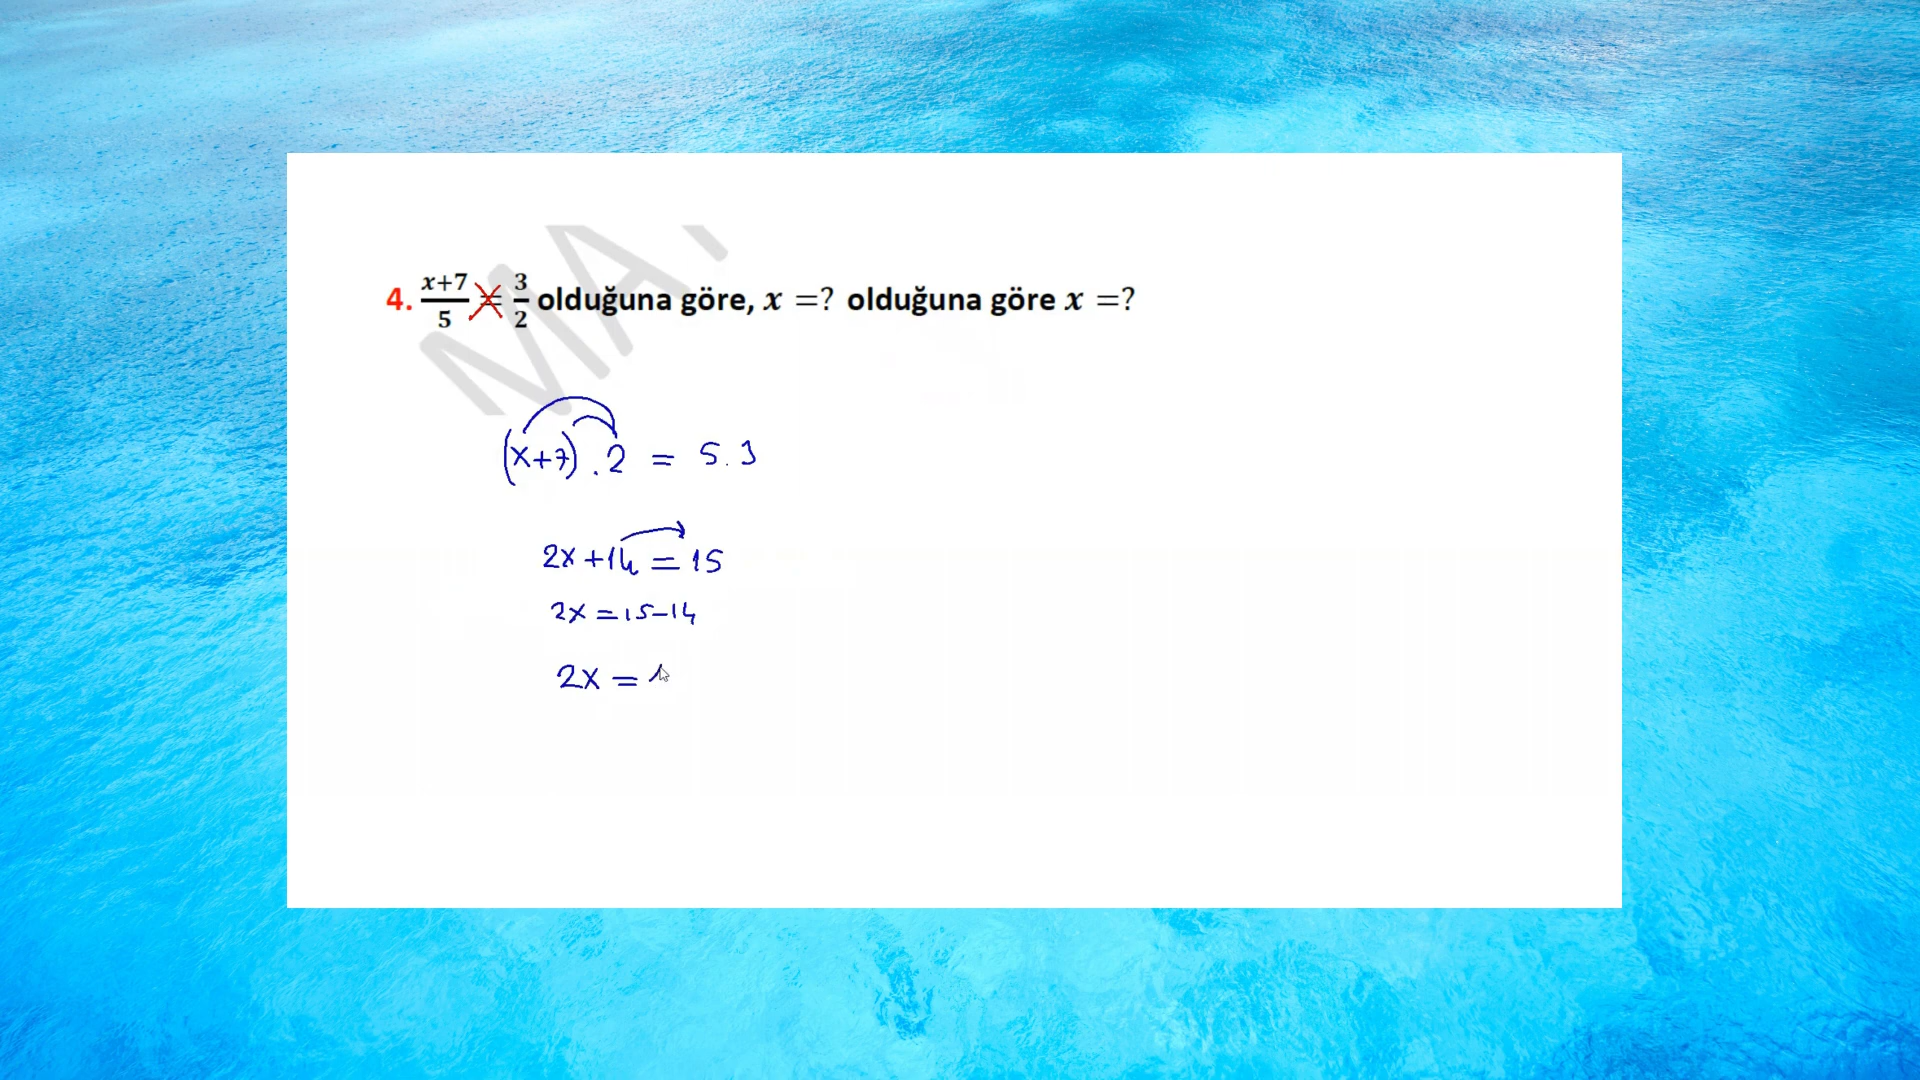 MAT
4. x+7/5 = 3/2 olduğuna göre, x =? olduğuna göre x =?
(x+7) . 2 = 5.3
2x +14 = 15
2x = 15-14
2x = 1